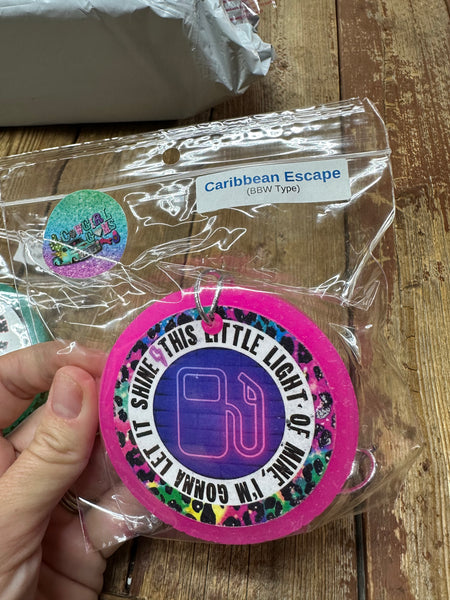 Caribbean Escape
(BBW Type)
THIS LITTLE LIGHT OF MINE, I'M GONNA LET IT SHINE